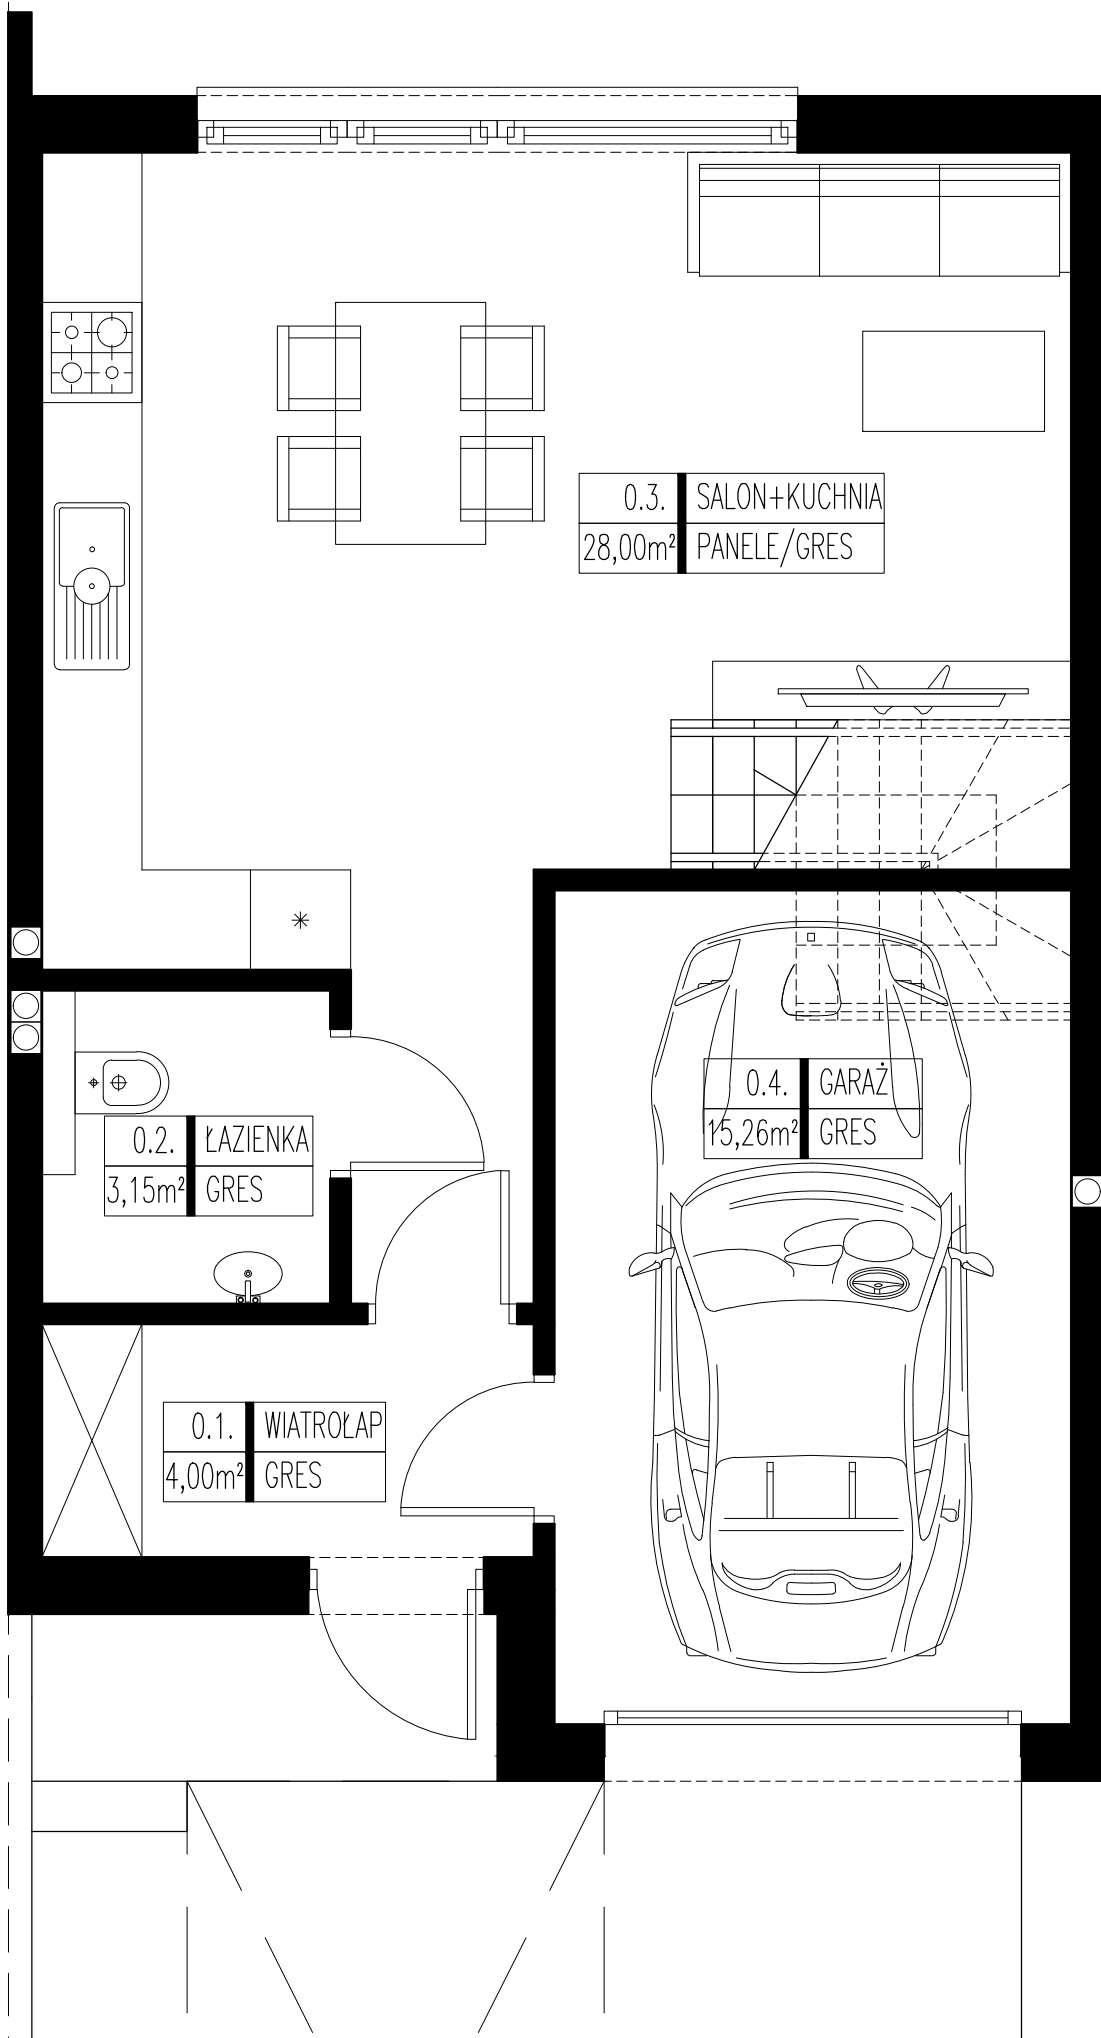 0.3. SALON+KUCHNIA
28,00m² PANELE/GRES
0.4. GARAŻ
15,26m² GRES
0.2. ŁAZIENKA
3,15m² GRES
0.1. WIATROŁAP
4,00m² GRES